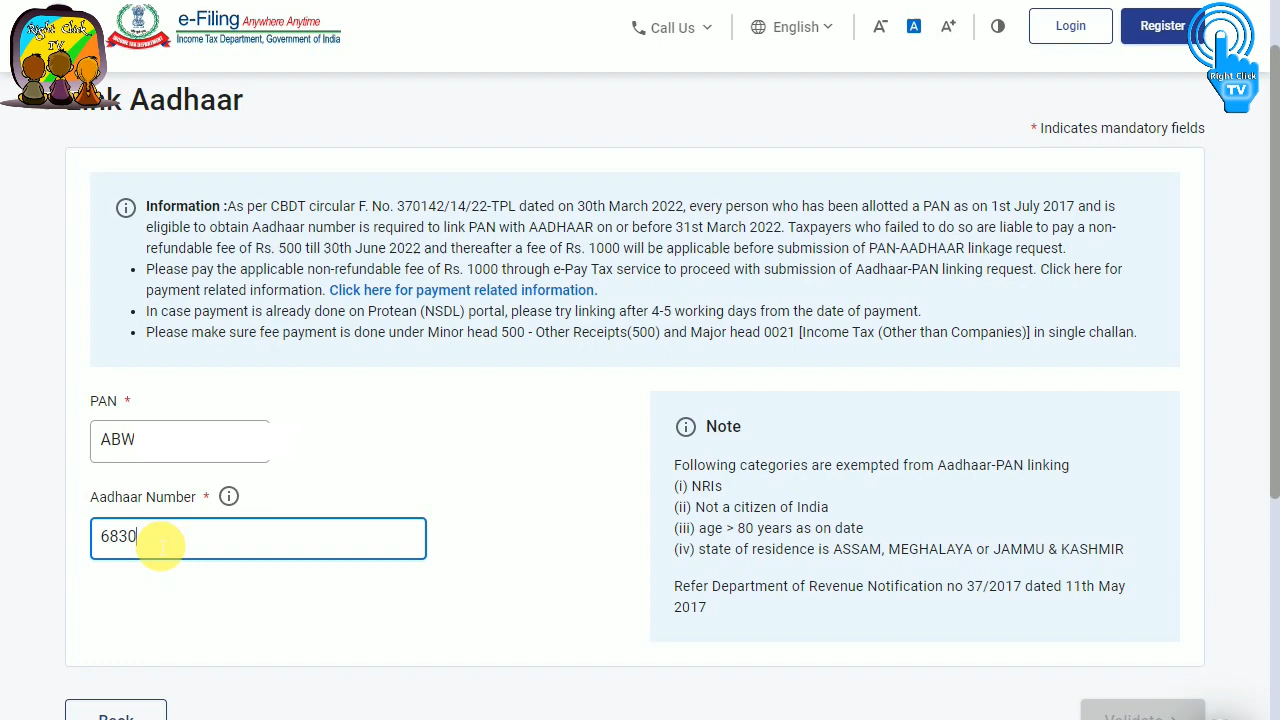 Right Click
TV
e-Filing Anywhere Anytime
Income Tax Department, Government of India
Call Us
English
A-
A
A+
Login
Register
Right Click
TV
Link Aadhaar
* Indicates mandatory fields
Information :As per CBDT circular F. No. 370142/14/22-TPL dated on 30th March 2022, every person who has been allotted a PAN as on 1st July 2017 and is
eligible to obtain Aadhaar number is required to link PAN with AADHAAR on or before 31st March 2022. Taxpayers who failed to do so are liable to pay a non-
refundable fee of Rs. 500 till 30th June 2022 and thereafter a fee of Rs. 1000 will be applicable before submission of PAN-AADHAAR linkage request.
• Please pay the applicable non-refundable fee of Rs. 1000 through e-Pay Tax service to proceed with submission of Aadhaar-PAN linking request. Click here for
payment related information. Click here for payment related information.
• In case payment is already done on Protean (NSDL) portal, please try linking after 4-5 working days from the date of payment.
• Please make sure fee payment is done under Minor head 500 - Other Receipts(500) and Major head 0021 [Income Tax (Other than Companies)] in single challan.
PAN *
ABW
Aadhaar Number *
6830
Note
Following categories are exempted from Aadhaar-PAN linking
(i) NRIs
(ii) Not a citizen of India
(iii) age > 80 years as on date
(iv) state of residence is ASSAM, MEGHALAYA or JAMMU & KASHMIR
Refer Department of Revenue Notification no 37/2017 dated 11th May
2017
Back
Validate